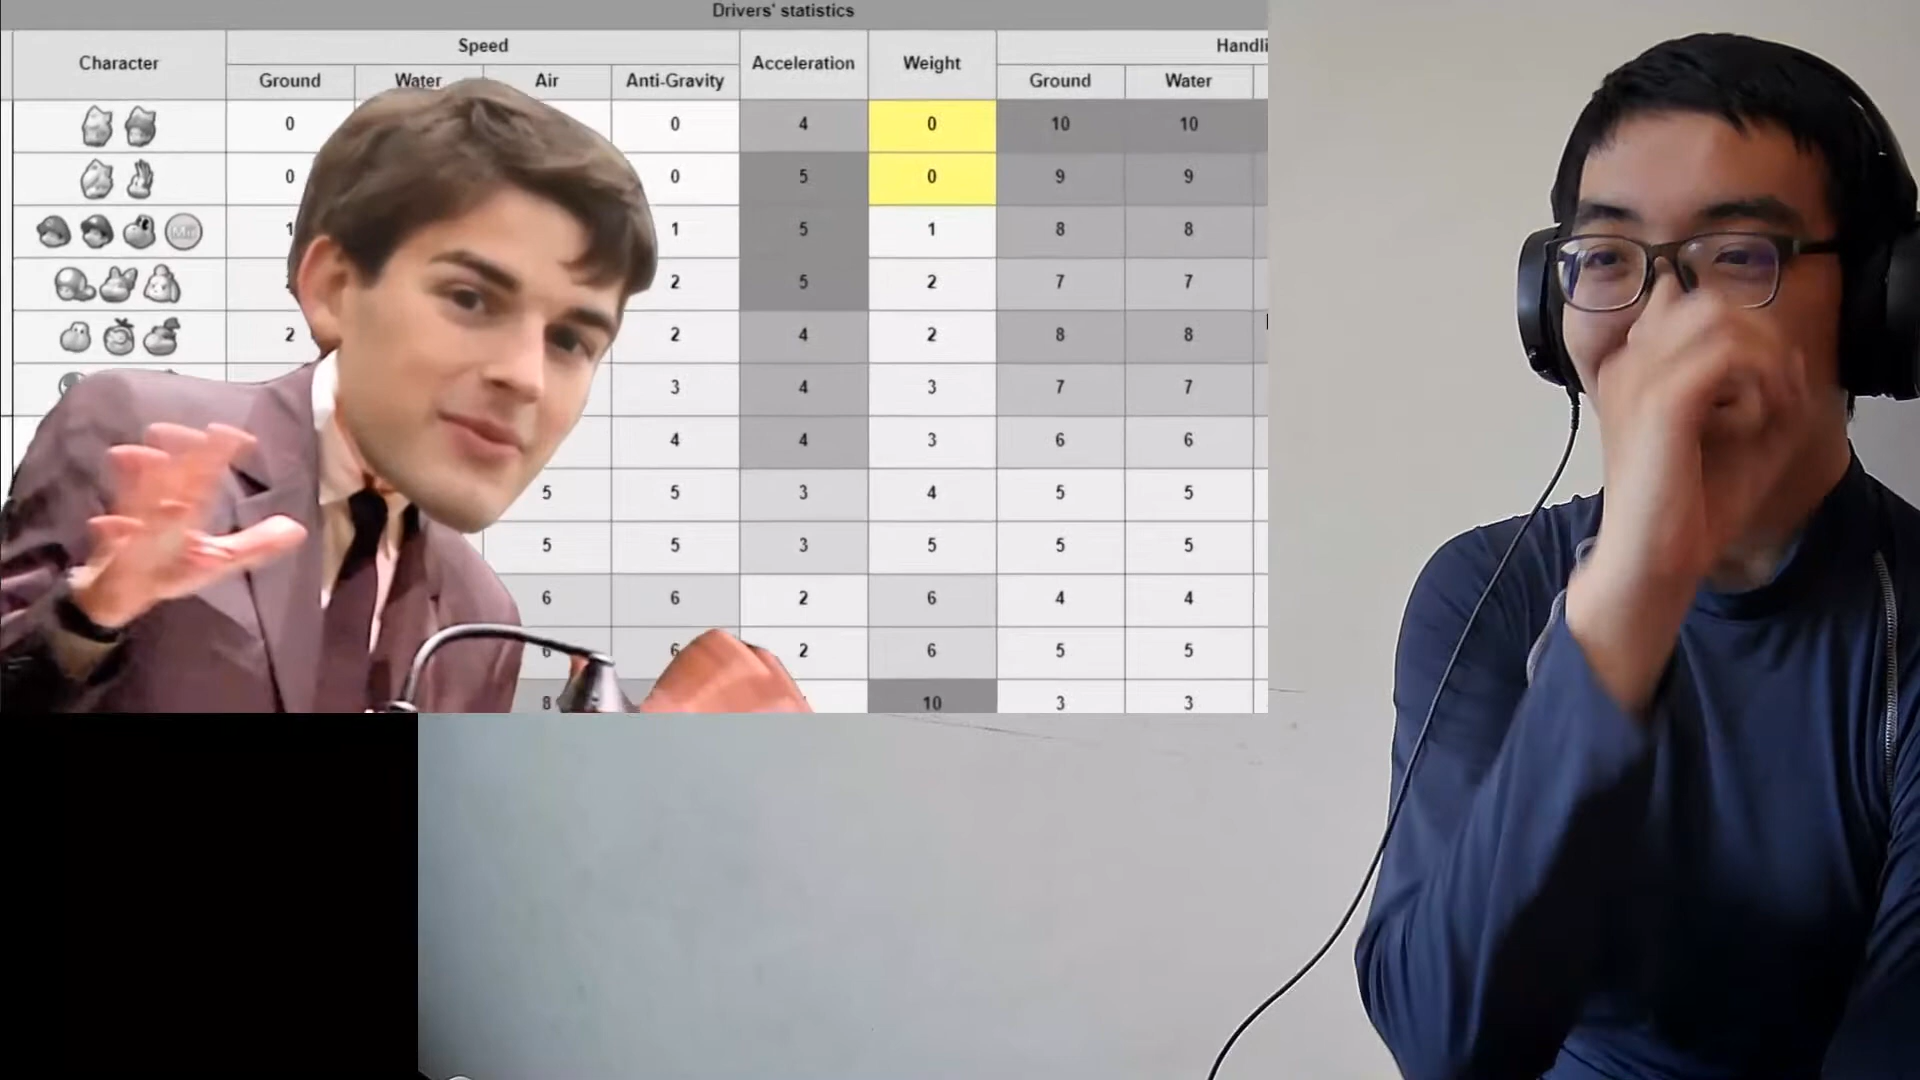 Drivers' statistics
Character Speed Acceleration Weight Handli
Ground Water Air Anti-Gravity Ground Water
0 0 4 0 10 10
0 0 5 0 9 9
1 1 5 1 8 8
2 5 2 7 7
2 2 4 2 8 8
3 4 3 7 7
4 4 3 6 6
5 5 3 4 5 5
5 5 3 5 5 5
6 6 2 6 4 4
6 6 2 6 5 5
8 10 3 3